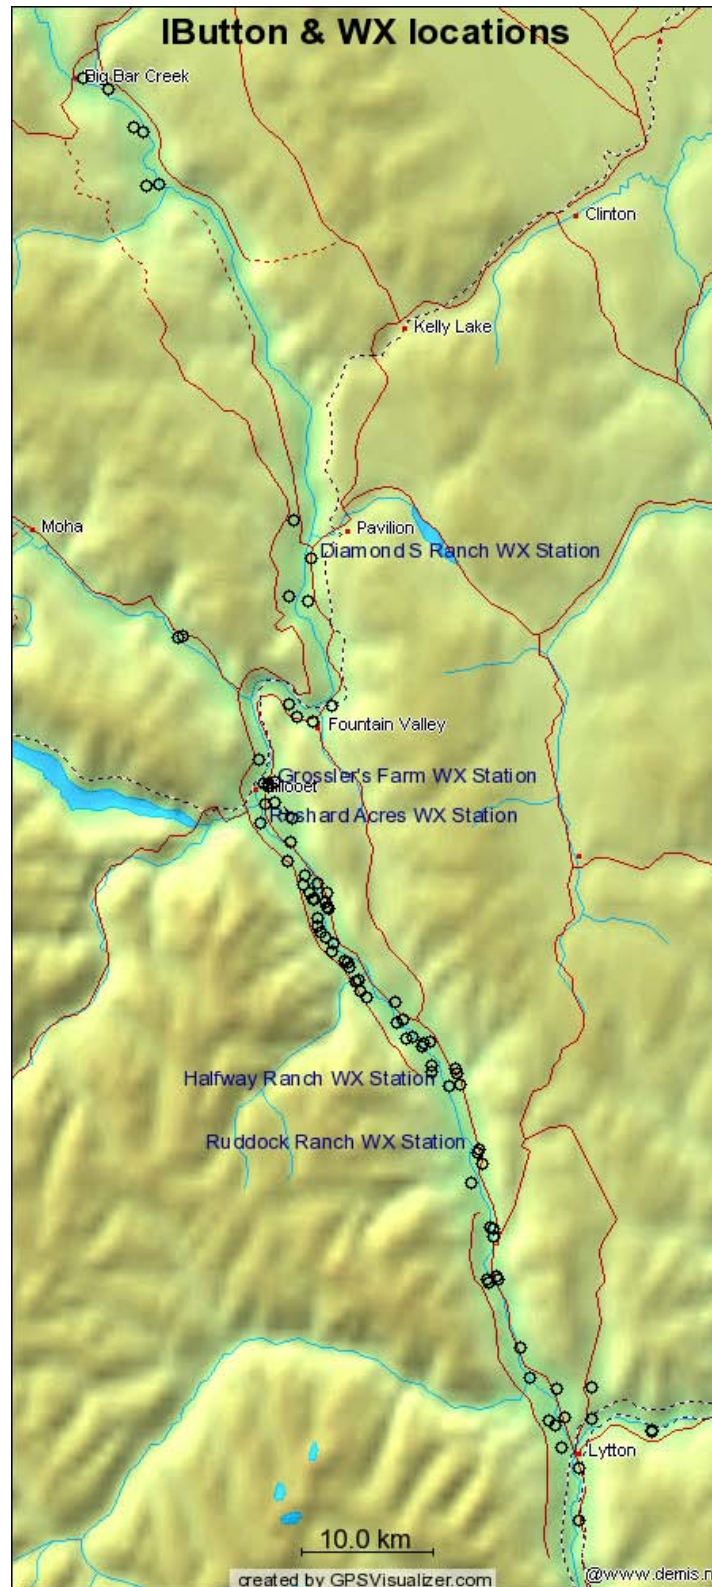 IButton & WX locations
Big Bar Creek
Clinton
Kelly Lake
Moha
Pavilion
Diamond S Ranch WX Station
Fountain Valley
Grossler's Farm WX Station
Roshard Acres WX Station
Halfway Ranch WX Station
Ruddock Ranch WX Station
Lytton
10.0 km
created by GPSVisualizer.com
@www.demis.n